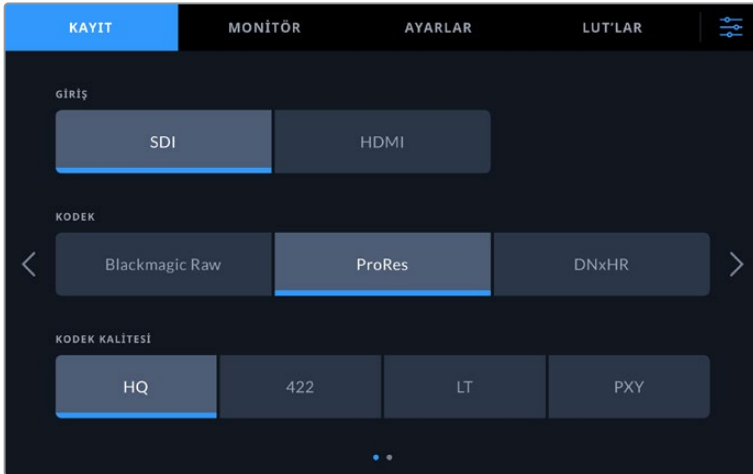 KAYIT MONİTÖR AYARLAR LUT'LAR
GİRİŞ
SDI HDMI
KODEK
Blackmagic Raw ProRes DNxHR
KODEK KALİTESİ
HQ 422 LT PXY